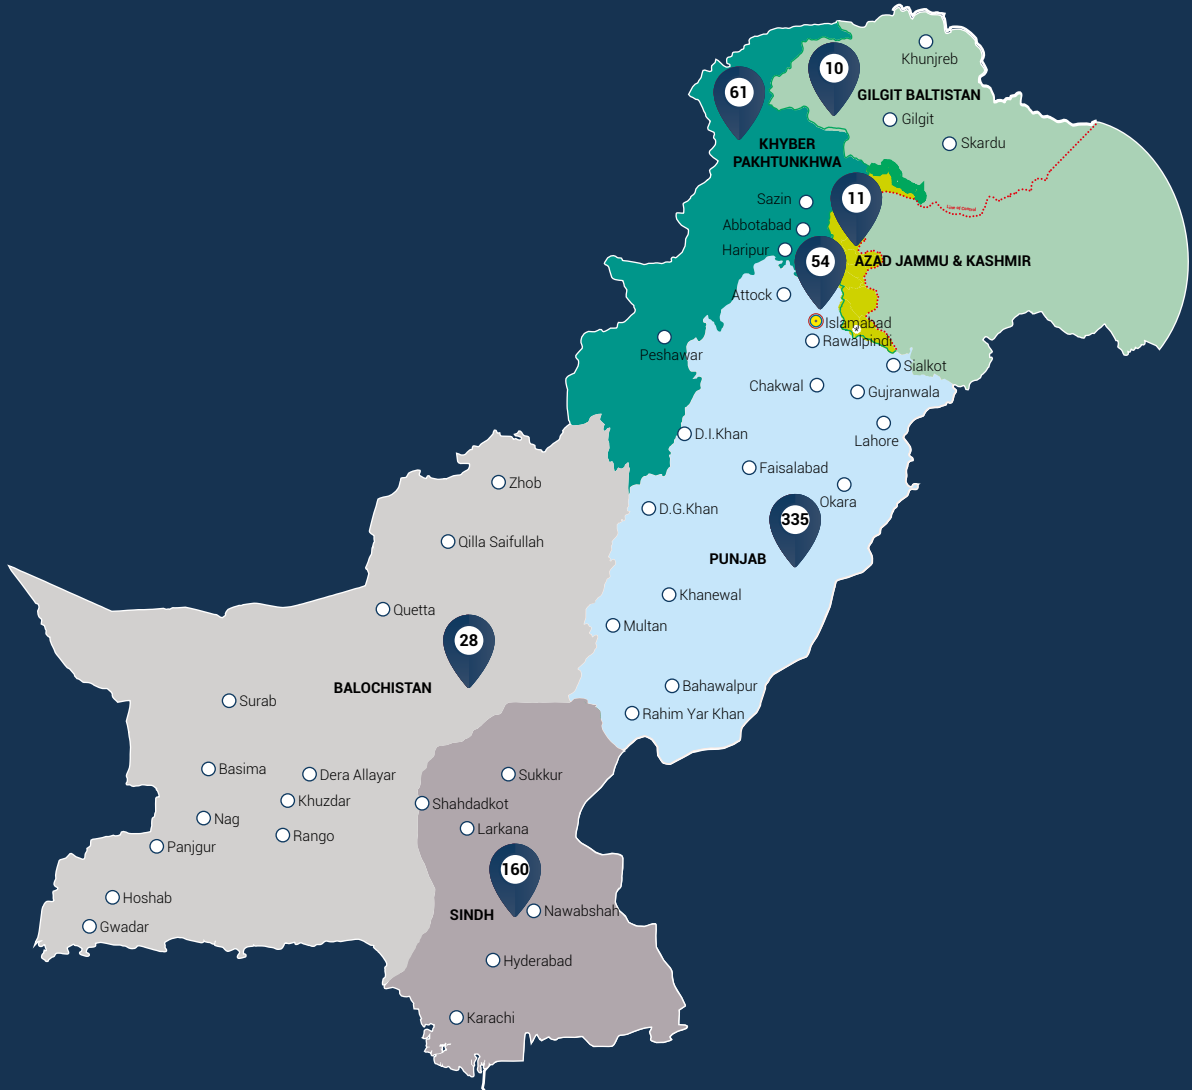 Khunjreb
10
61
GILGIT BALTISTAN
Gilgit
Skardu
KHYBER
PAKHTUNKHWA
Sazin
11
Line of Control
Abbotabad
Haripur
54
AZAD JAMMU & KASHMIR
Attock
Islamabad
Rawalpindi
Peshawar
Sialkot
Chakwal
Gujranwala
D.I.Khan
Lahore
Faisalabad
Zhob
Okara
D.G.Khan
335
Qilla Saifullah
PUNJAB
Khanewal
Quetta
Multan
28
BALOCHISTAN
Bahawalpur
Surab
Rahim Yar Khan
Basima
Dera Allayar
Sukkur
Khuzdar
Shahdadkot
Nag
Larkana
Rango
Panjgur
160
Hoshab
SINDH
Nawabshah
Gwadar
Hyderabad
Karachi